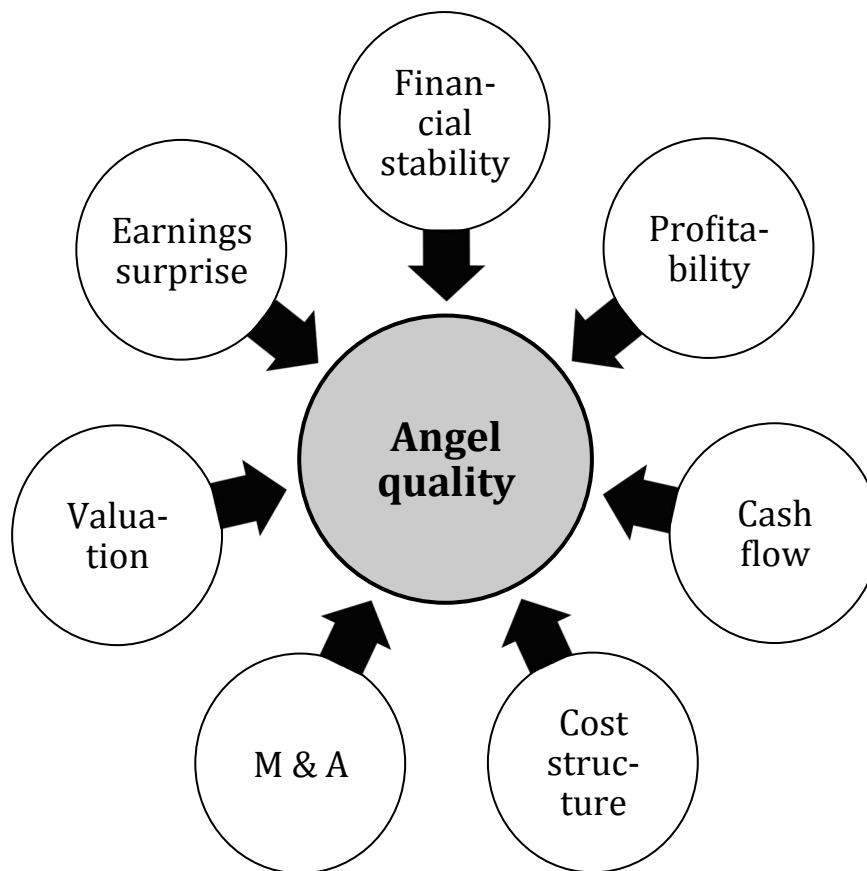 Finan-
cial
stability
Profita-
bility
Cash
flow
Cost
struc-
ture
M & A
Valua-
tion
Earnings
surprise
Angel
quality